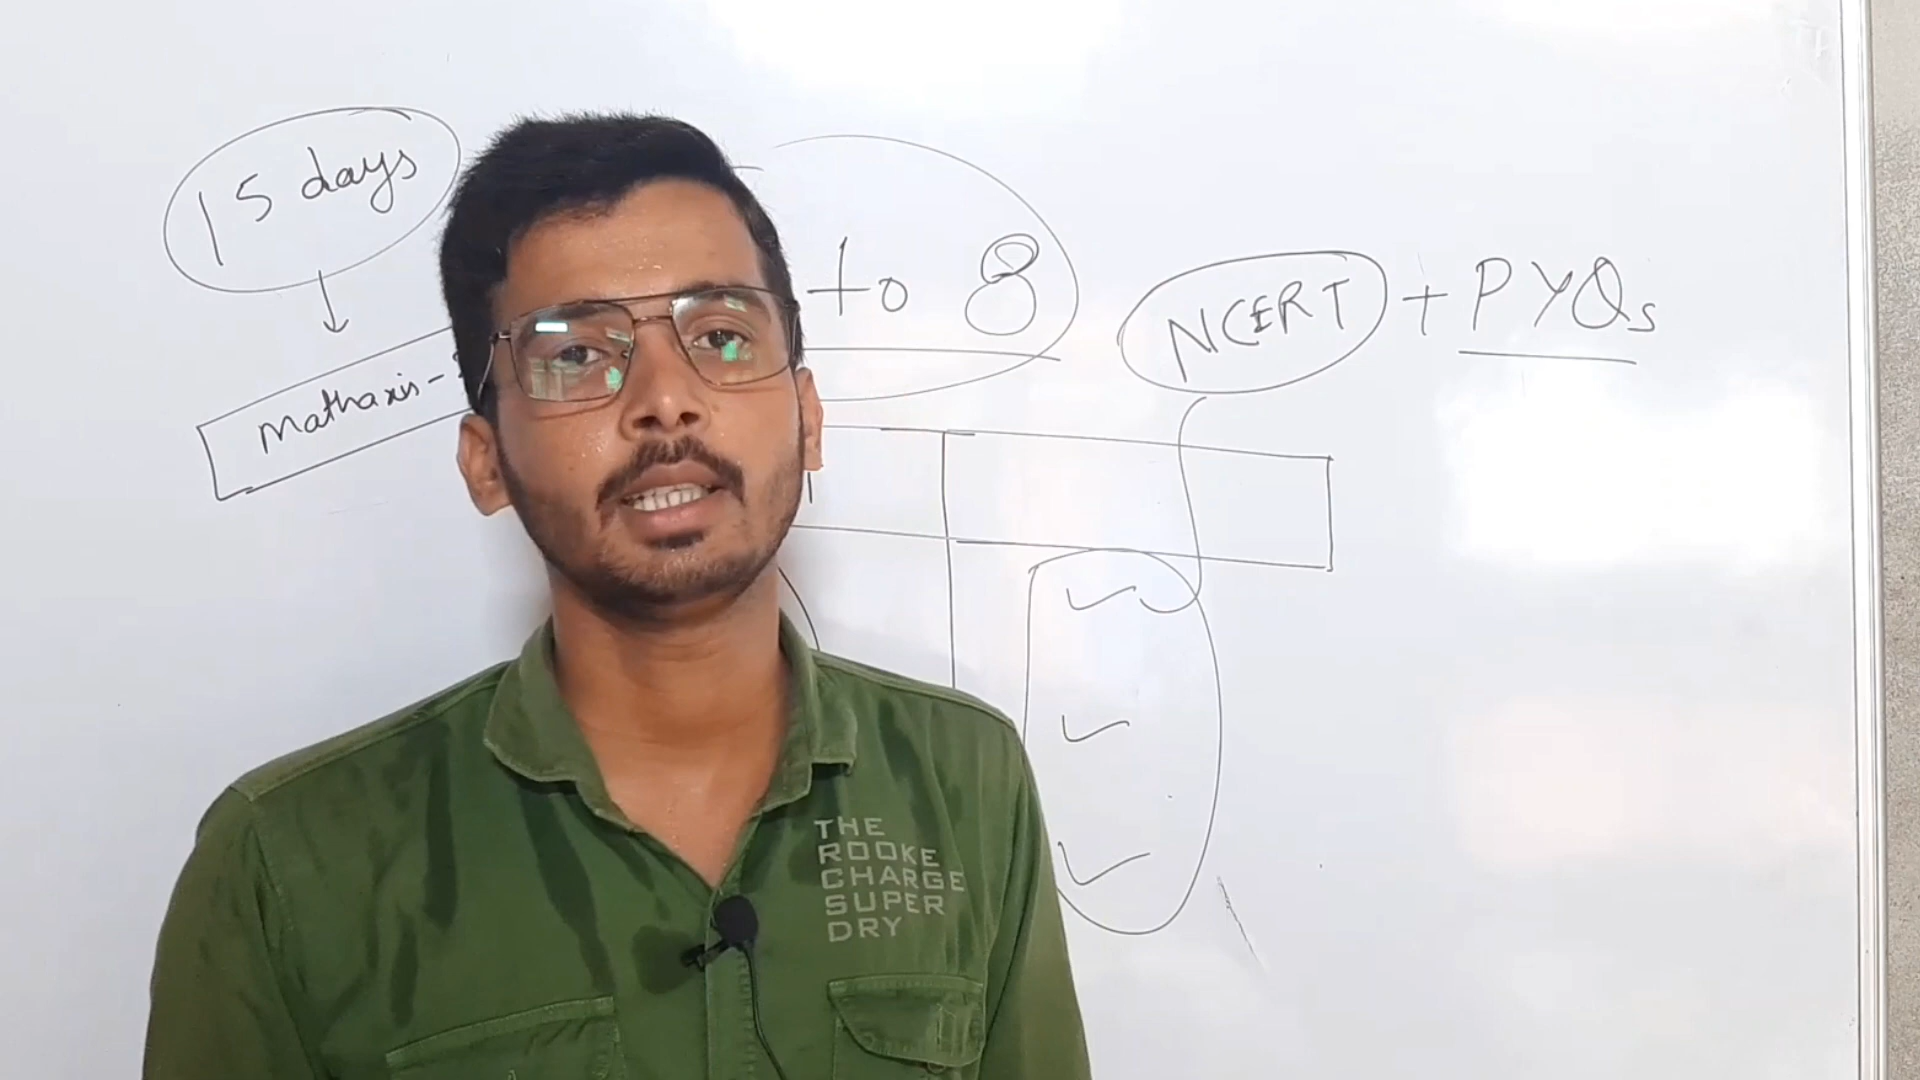 15 days
to 8
NCERT + PYQs
Mathaxis -
THE
ROOKE
CHARGE
SUPER
DRY